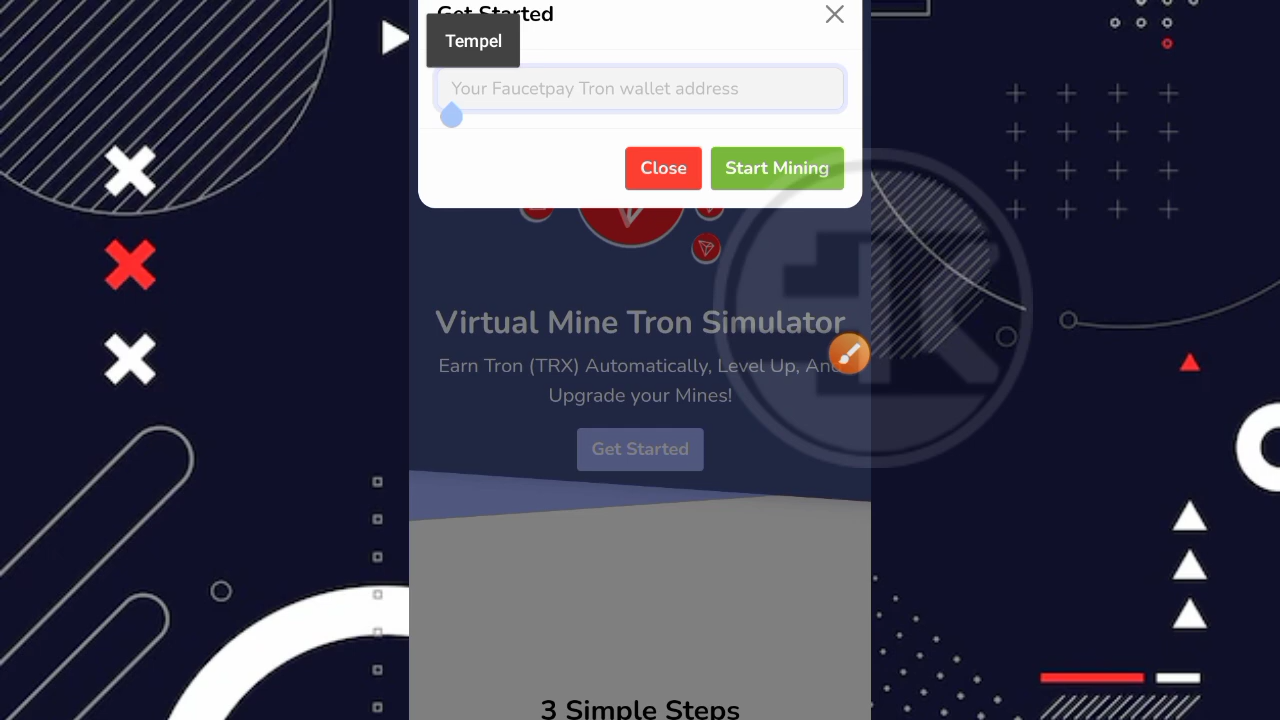 Get Started
Tempel
Your Faucetpay Tron wallet address
Close
Start Mining
Virtual Mine Tron Simulator
Earn Tron (TRX) Automatically, Level Up, And
Upgrade your Mines!
Get Started
3 Simple Steps